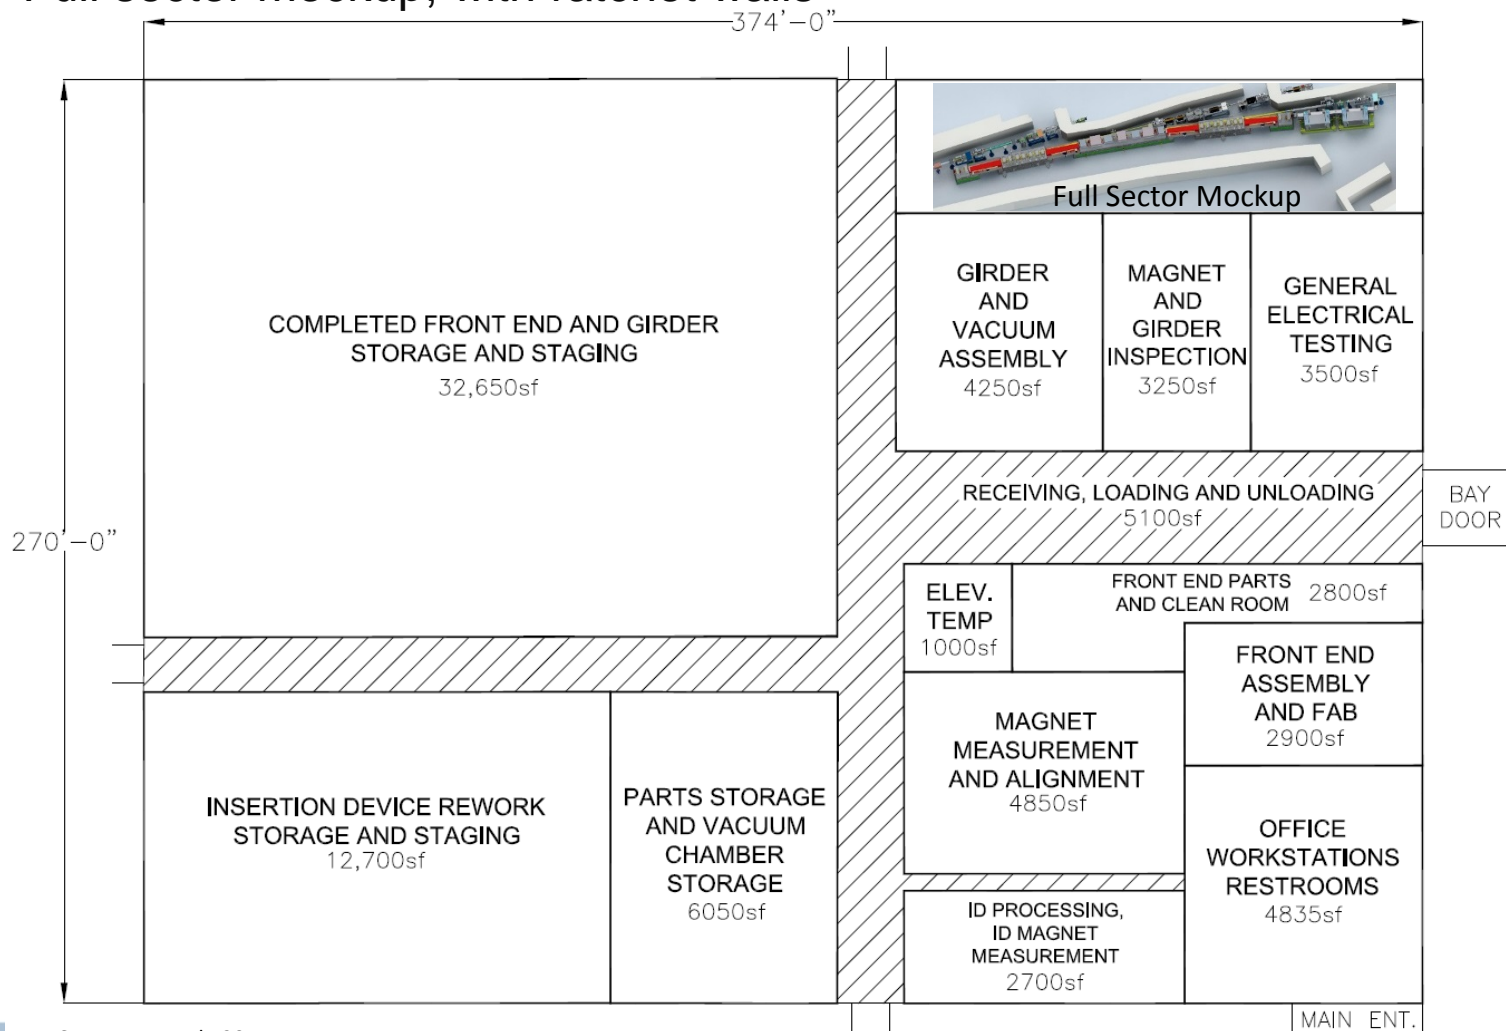 374'-0"
Full Sector Mockup
GIRDER
AND
VACUUM
ASSEMBLY
4250sf
MAGNET
AND
GIRDER
INSPECTION
3250sf
GENERAL
ELECTRICAL
TESTING
3500sf
COMPLETED FRONT END AND GIRDER
STORAGE AND STAGING
32,650sf
RECEIVING, LOADING AND UNLOADING
5100sf
BAY
DOOR
270'-0"
ELEV.
TEMP
1000sf
FRONT END PARTS
AND CLEAN ROOM
2800sf
FRONT END
ASSEMBLY
AND FAB
2900sf
MAGNET
MEASUREMENT
AND ALIGNMENT
4850sf
INSERTION DEVICE REWORK
STORAGE AND STAGING
12,700sf
PARTS STORAGE
AND VACUUM
CHAMBER
STORAGE
6050sf
OFFICE
WORKSTATIONS
RESTROOMS
4835sf
ID PROCESSING,
ID MAGNET
MEASUREMENT
2700sf
MAIN ENT.